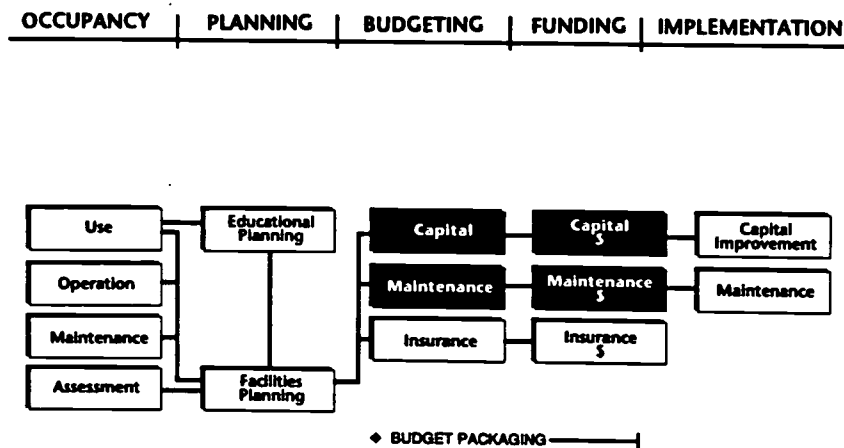 OCCUPANCY | PLANNING | BUDGETING | FUNDING | IMPLEMENTATION
Use
Educational
Planning
Capital
Capital
$
Capital
Improvement
Operation
Maintenance
Maintenance
$
Maintenance
Maintenance
Insurance
Insurance
$
Assessment
Facilities
Planning
◆ BUDGET PACKAGING